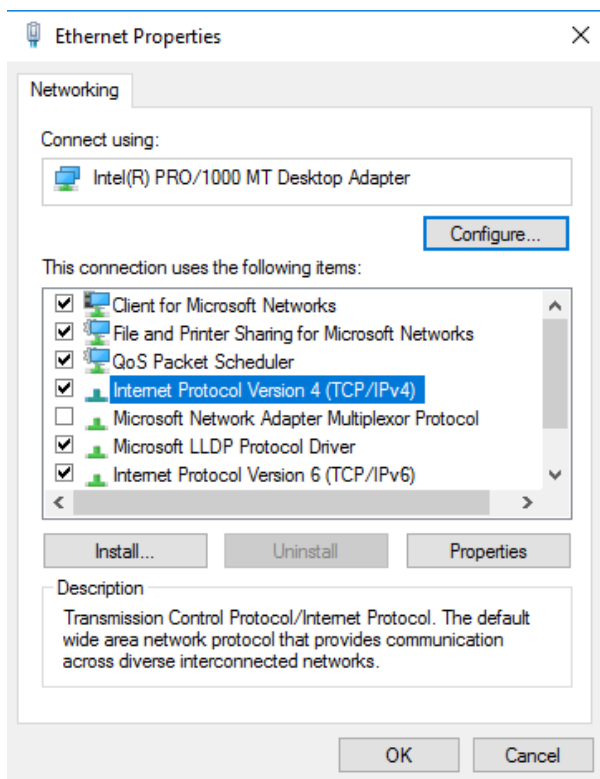 Ethernet Properties
Networking
Connect using:
Intel(R) PRO/1000 MT Desktop Adapter
Configure...
This connection uses the following items:
Client for Microsoft Networks
File and Printer Sharing for Microsoft Networks
QoS Packet Scheduler
Internet Protocol Version 4 (TCP/IPv4)
Microsoft Network Adapter Multiplexor Protocol
Microsoft LLDP Protocol Driver
Internet Protocol Version 6 (TCP/IPv6)
Install...
Uninstall
Properties
Description
Transmission Control Protocol/Internet Protocol. The default
wide area network protocol that provides communication
across diverse interconnected networks.
OK
Cancel